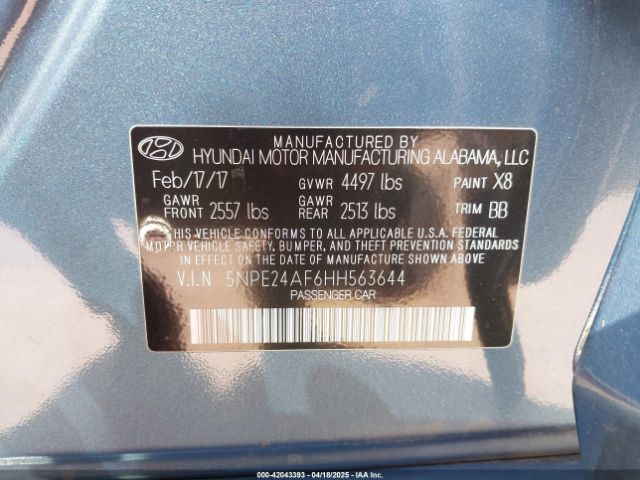 MANUFACTURED BY
HYUNDAI MOTOR MANUFACTURING ALABAMA, LLC
Feb/17/17 GVWR 4497 lbs PAINT X8
GAWR FRONT 2557 lbs GAWR REAR 2513 lbs TRIM BB
THIS VEHICLE CONFORMS TO ALL APPLICABLE U.S.A. FEDERAL
MOTOR VEHICLE SAFETY, BUMPER, AND THEFT PREVENTION STANDARDS
IN EFFECT ON THE DATE OF MANUFACTURE SHOWN ABOVE
V.I.N 5NPE24AF6HH563644
PASSENGER CAR
000 - 42043393 - 04/18/2025 - IAA Inc.